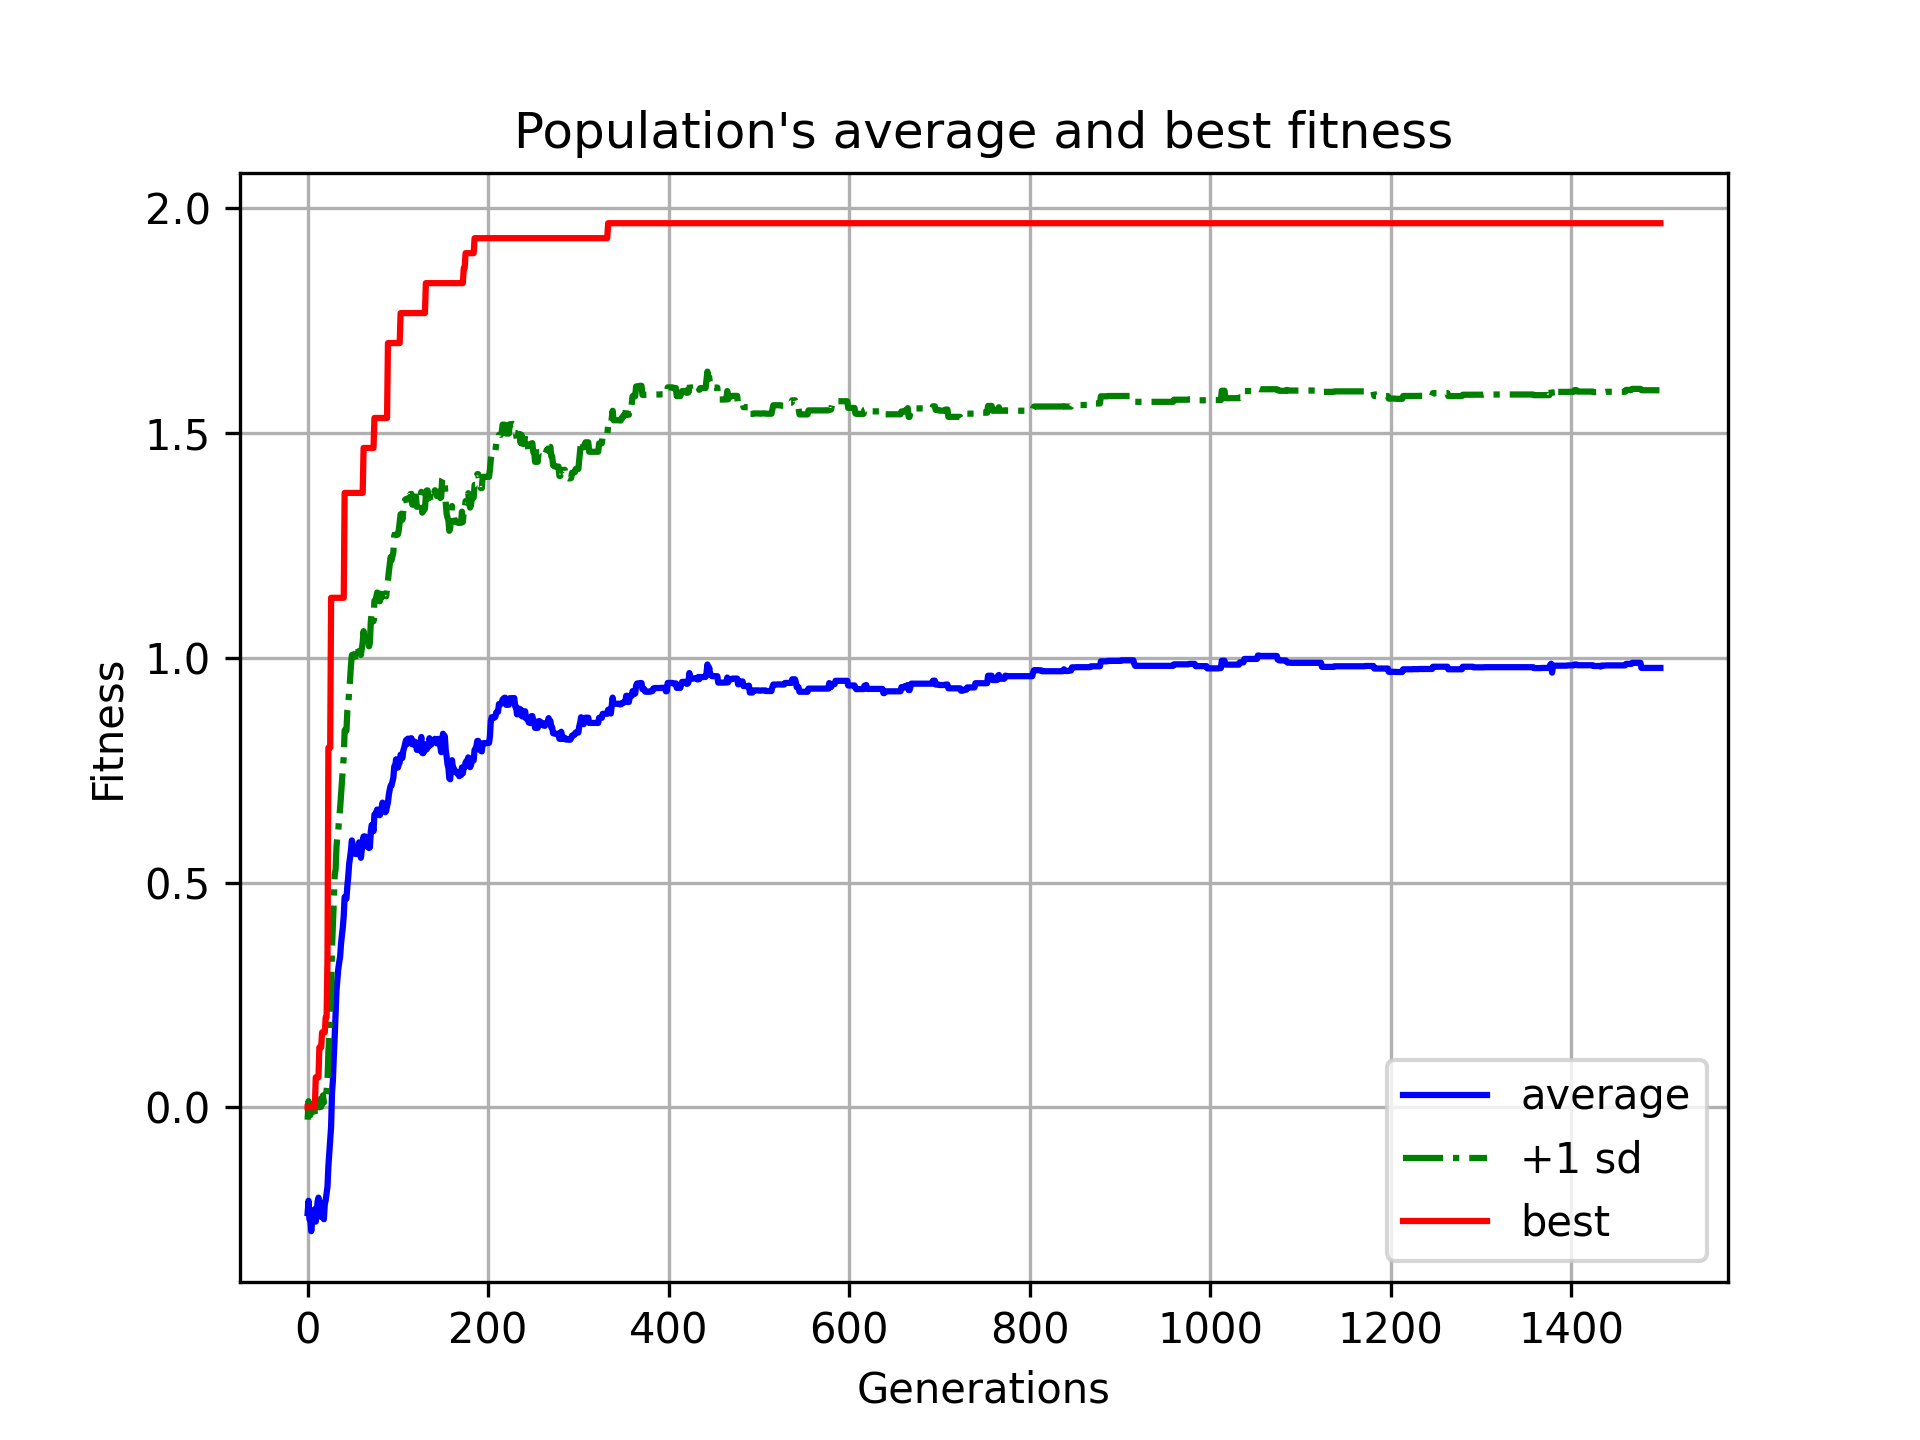 Population's average and best fitness
2.0
1.5
1.0
0.5
0.0
Fitness
0 200 400 600 800 1000 1200 1400
Generations
average
+1 sd
best